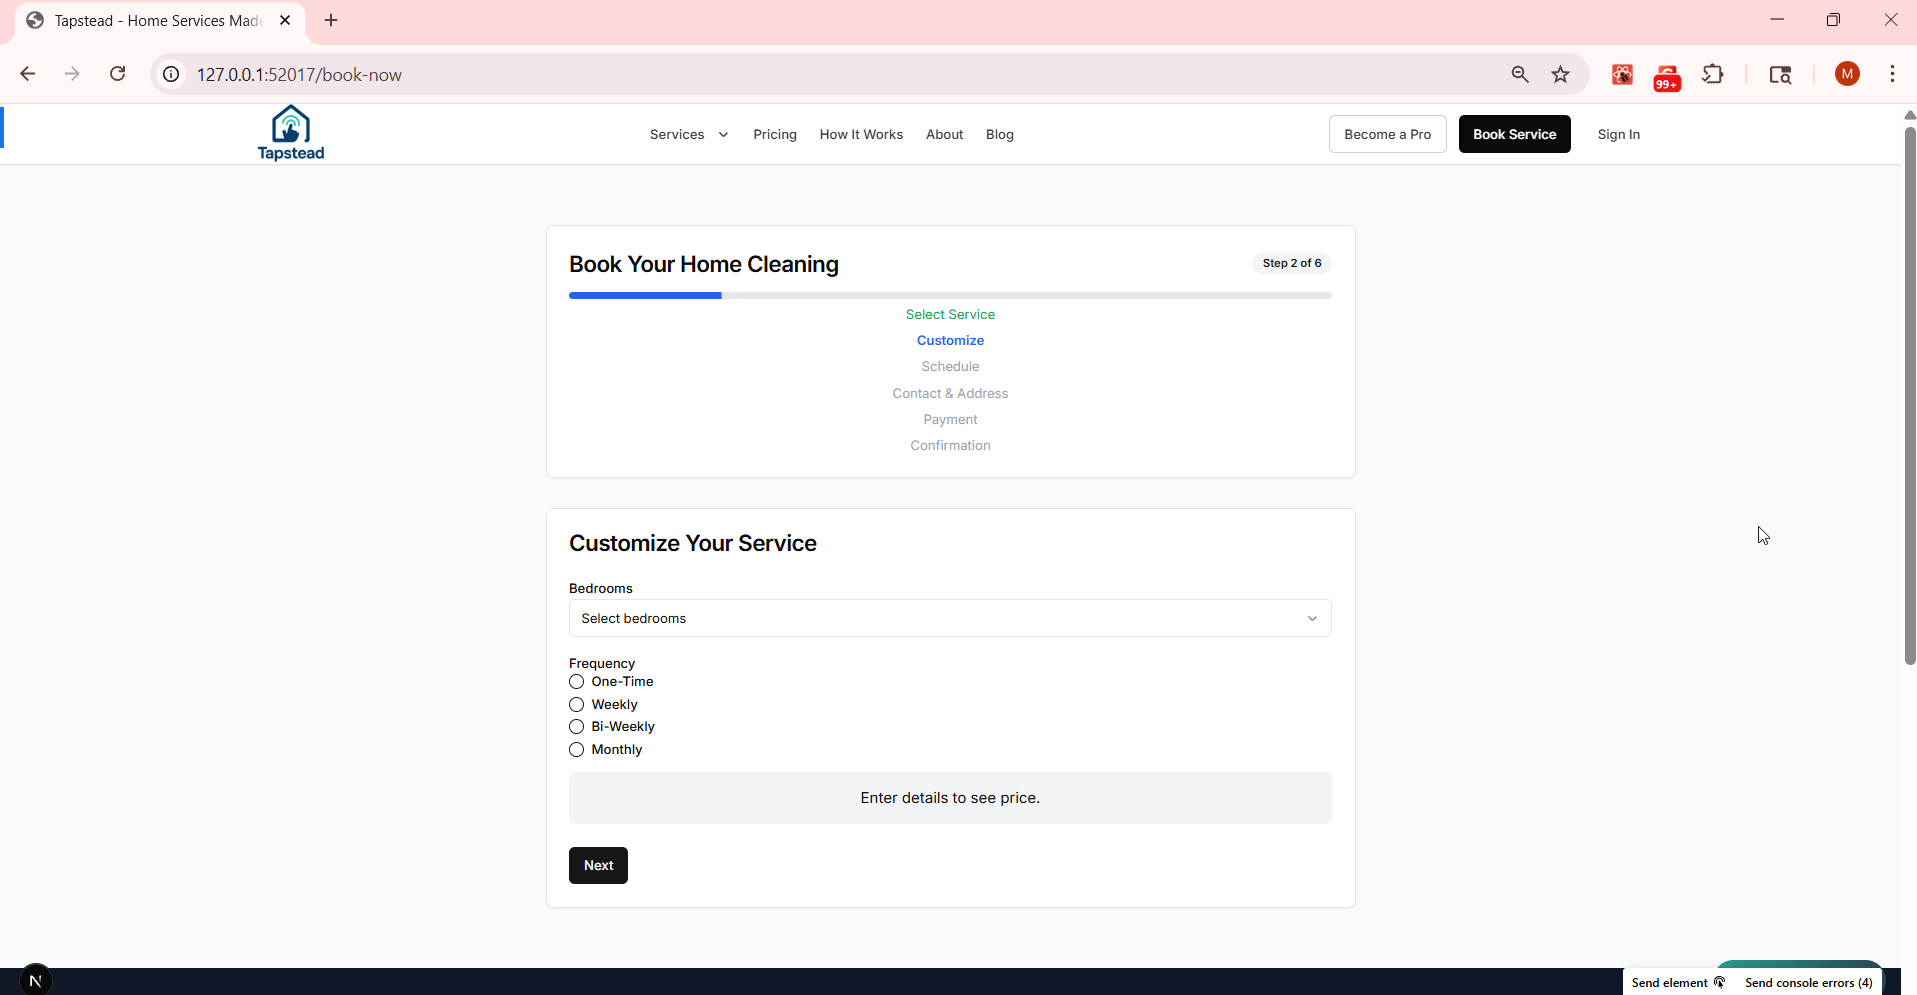 Tapstead - Home Services Made
127.0.0.1:52017/book-now
99+
M
Tapstead
Services
Pricing
How It Works
About
Blog
Become a Pro
Book Service
Sign In
Book Your Home Cleaning
Step 2 of 6
Select Service
Customize
Schedule
Contact & Address
Payment
Confirmation
Customize Your Service
Bedrooms
Select bedrooms
Frequency
One-Time
Weekly
Bi-Weekly
Monthly
Enter details to see price.
Next
N
Send element
Send console errors (4)